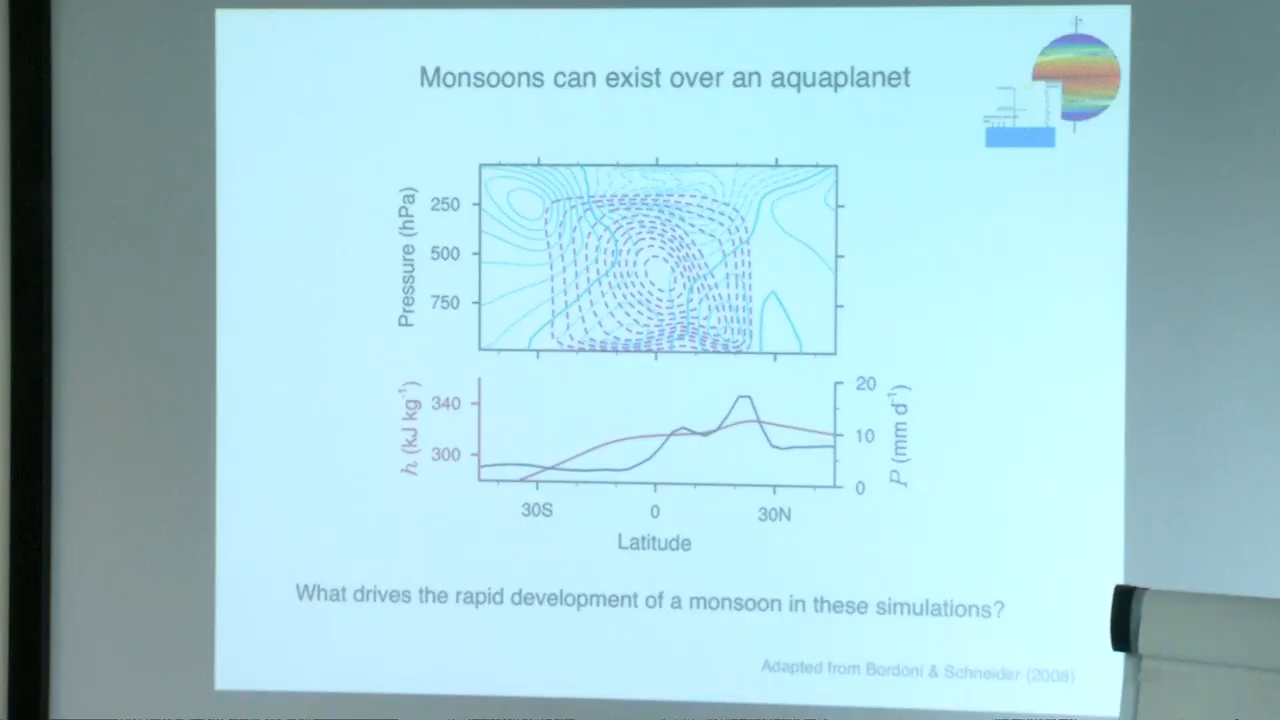 Monsoons can exist over an aquaplanet
Pressure (hPa)
250
500
750
h (kJ kg-1)
340
300
20
10
0
P (mm d-1)
30S 0 30N
Latitude
What drives the rapid development of a monsoon in these simulations?
Adapted from Bordoni & Schneider (2008)